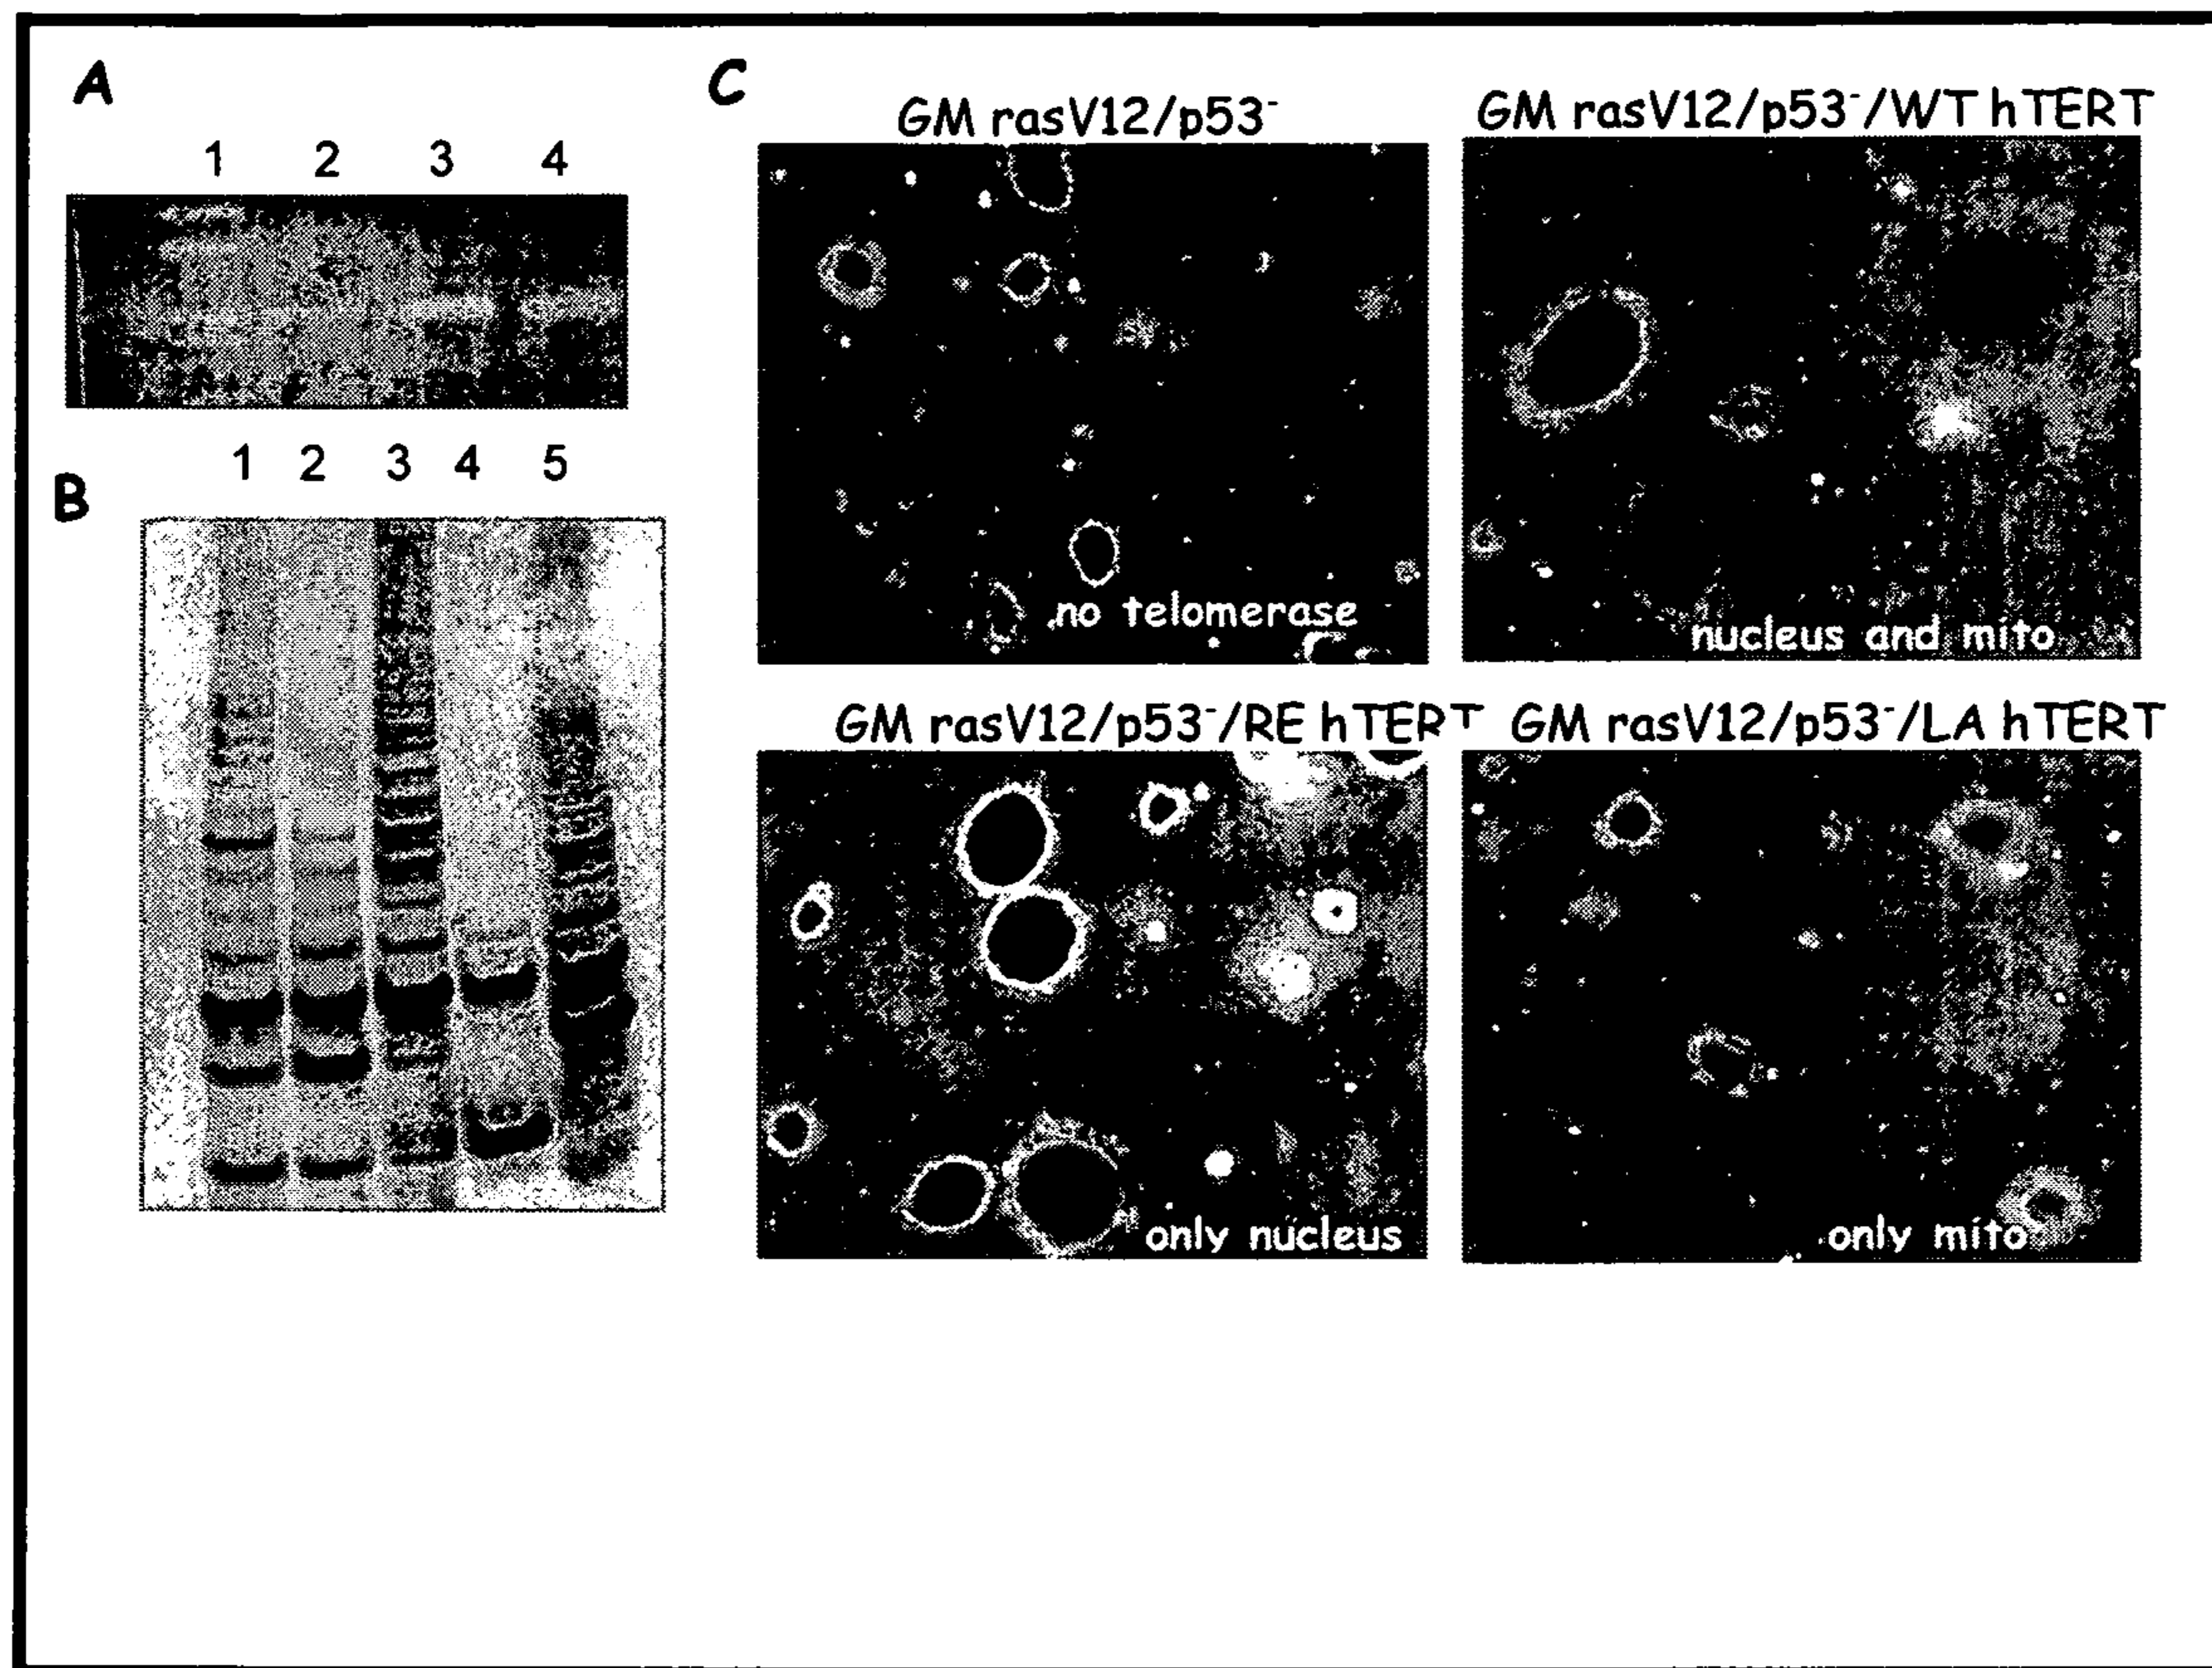 A
1 2 3 4
B
1 2 3 4 5
C
GM rasV12/p53⁻
no telomerase
GM rasV12/p53⁻/WT hTERT
nucleus and mito
GM rasV12/p53⁻/RE hTERT
only nucleus
GM rasV12/p53⁻/LA hTERT
only mito